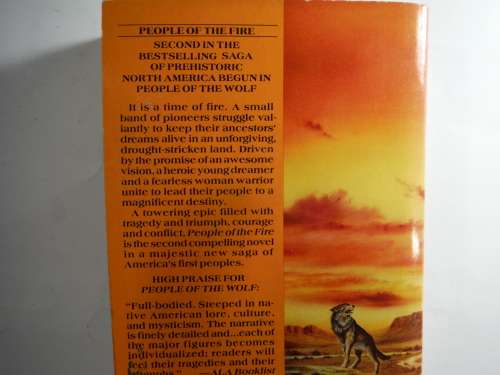 PEOPLE OF THE FIRE
SECOND IN THE
BESTSELLING SAGA
OF PREHISTORIC
NORTH AMERICA BEGUN IN
PEOPLE OF THE WOLF
It is a time of fire. A small
band of pioneers struggle val-
iantly to keep their ancestors'
dreams alive in an unforgiving,
drought-stricken land. Driven
by the promise of an awesome
vision, a heroic young dreamer
and a fearless woman warrior
unite to lead their people to a
magnificent destiny.
A towering epic filled with
tragedy and triumph, courage
and conflict, People of the Fire
is the second compelling novel
in a majestic new saga of
America's first peoples.
HIGH PRAISE FOR
PEOPLE OF THE WOLF:
"Full-bodied. Steeped in na-
tive American lore, culture,
and mysticism. The narrative
is finely detailed and...each of
the major figures becomes
individualized; readers will
feel their tragedies and their
triumphs." —ALA Booklist